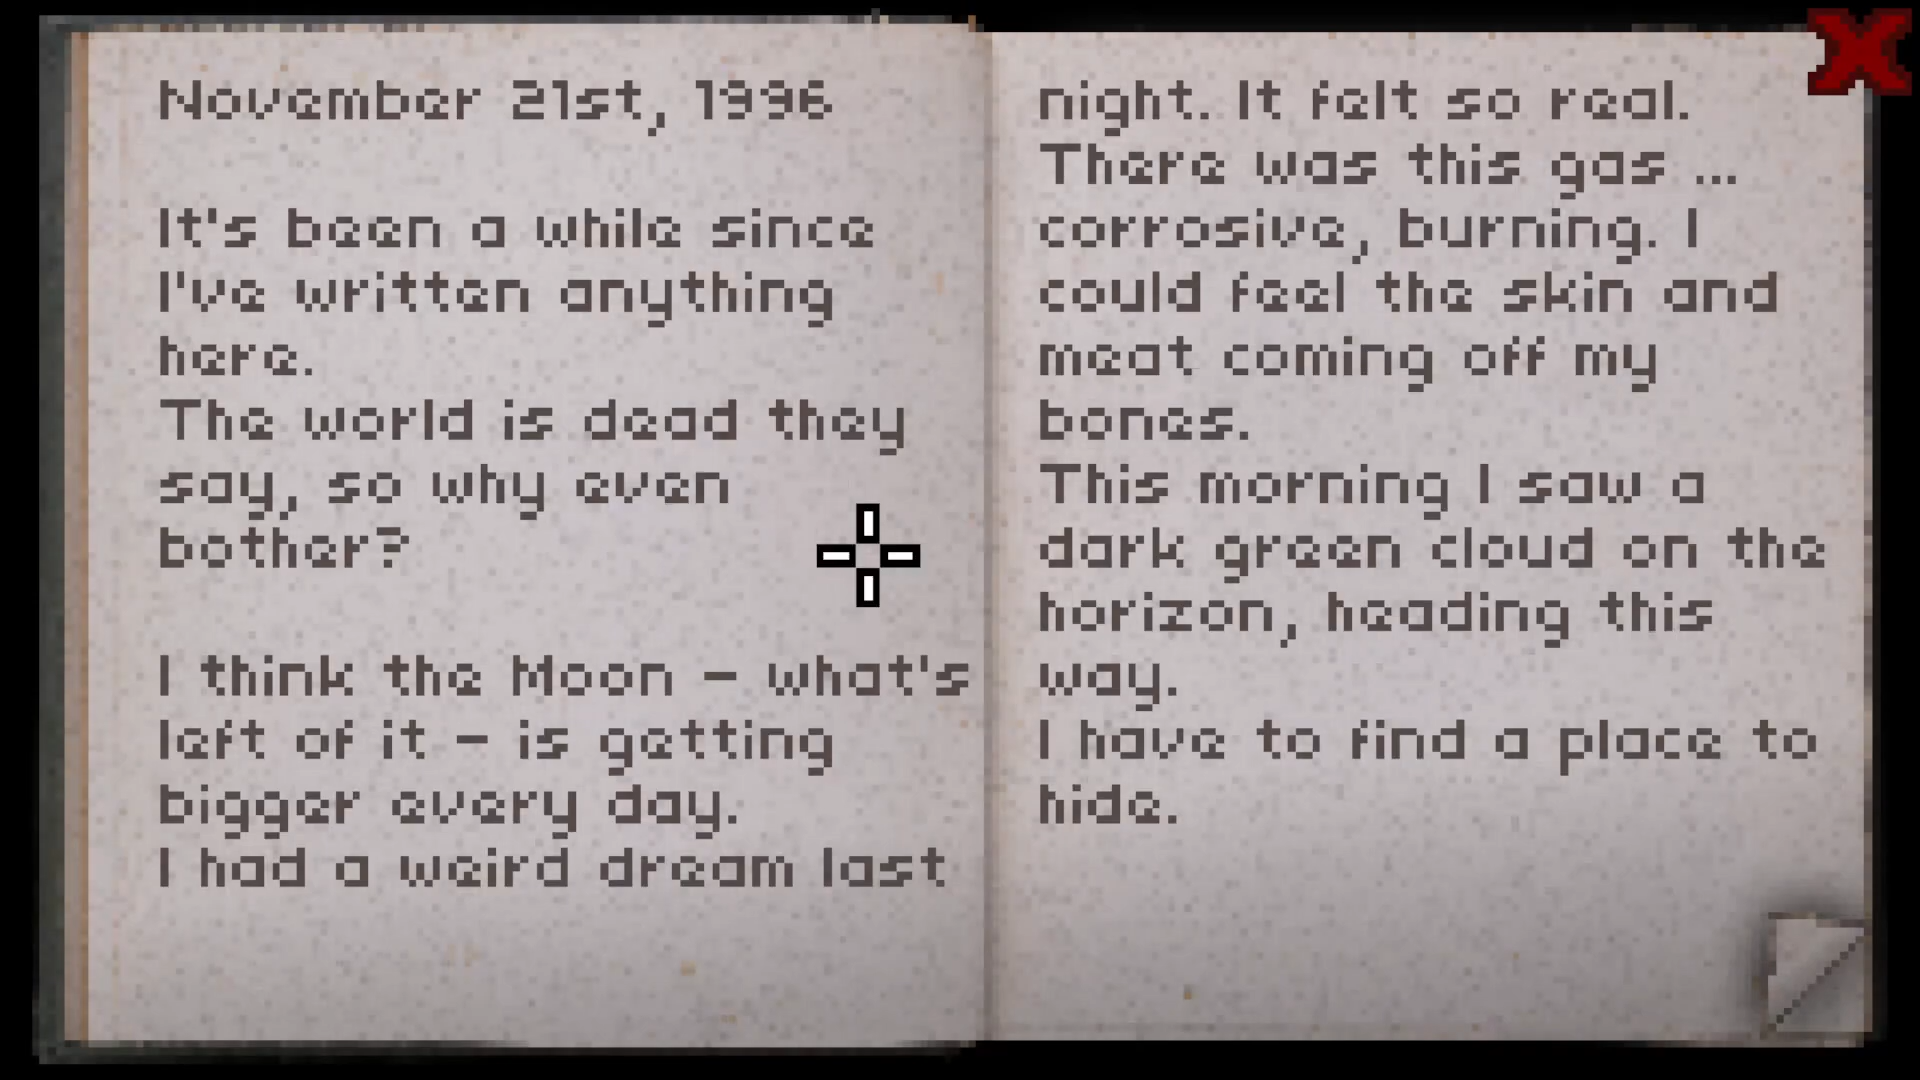 November 21st, 1996
It's been a while since
I've written anything
here.
The world is dead they
say, so why even
bother?
I think the Moon - what's
left of it - is getting
bigger every day.
I had a weird dream last
night. It felt so real.
There was this gas ...
corrosive, burning. I
could feel the skin and
meat coming off my
bones.
This morning I saw a
dark green cloud on the
horizon, heading this
way.
I have to find a place to
hide.